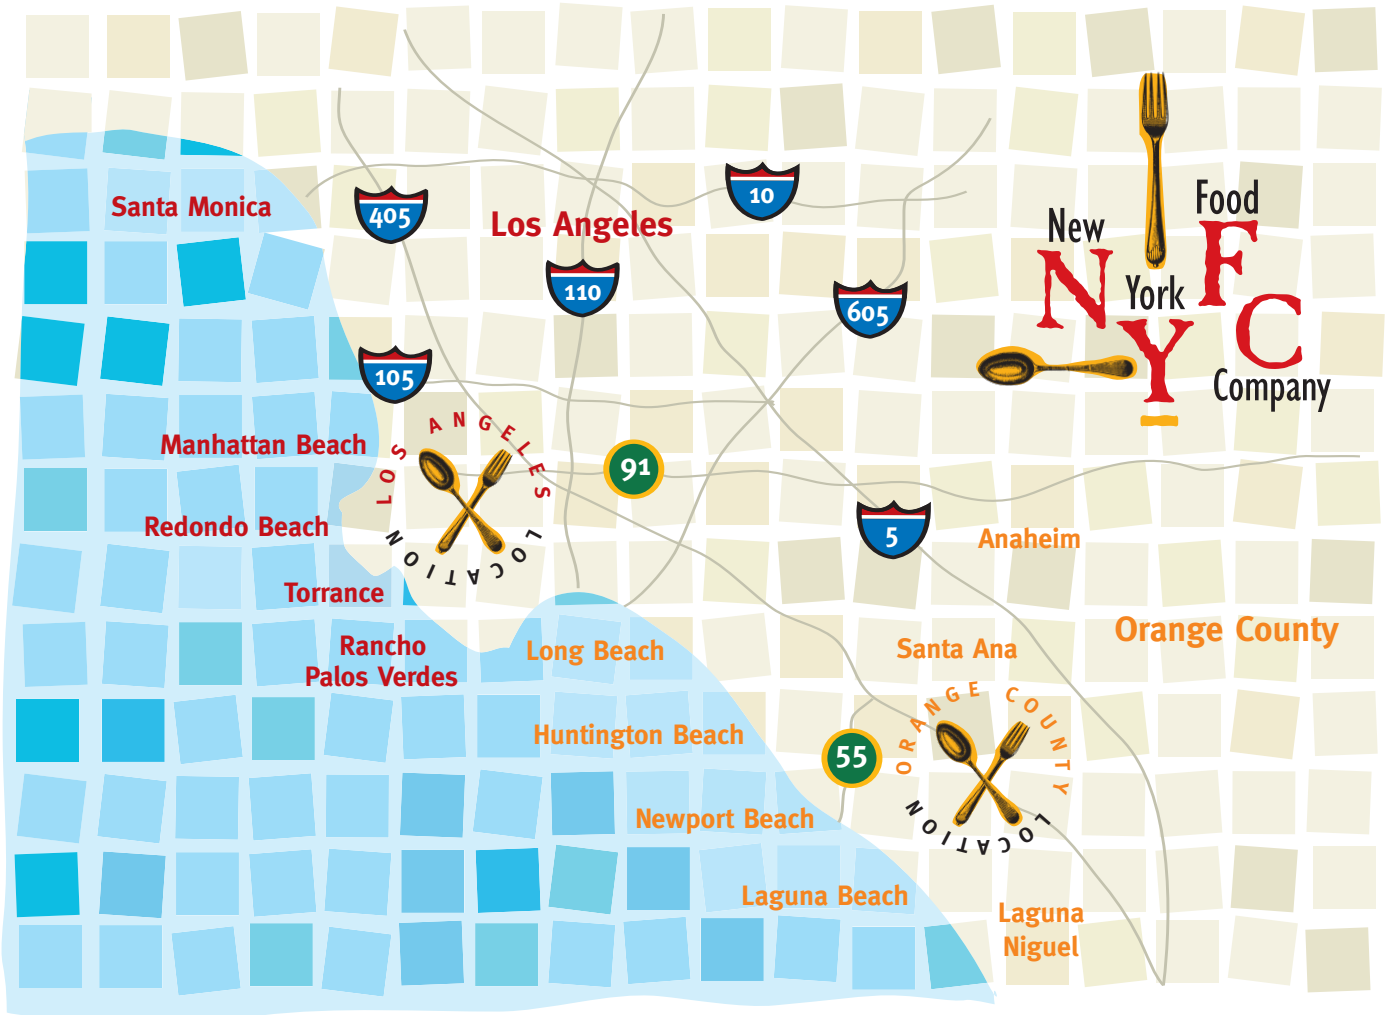 Santa Monica
405
Los Angeles
10
110
605
105
New
N
York
Y
Food
F
C
Company
Manhattan Beach
LOS ANGELES
LOCATION
91
Redondo Beach
5
Anaheim
Torrance
Rancho
Palos Verdes
Long Beach
Santa Ana
Orange County
Huntington Beach
55
ORANGE COUNTY
LOCATION
Newport Beach
Laguna Beach
Laguna
Niguel